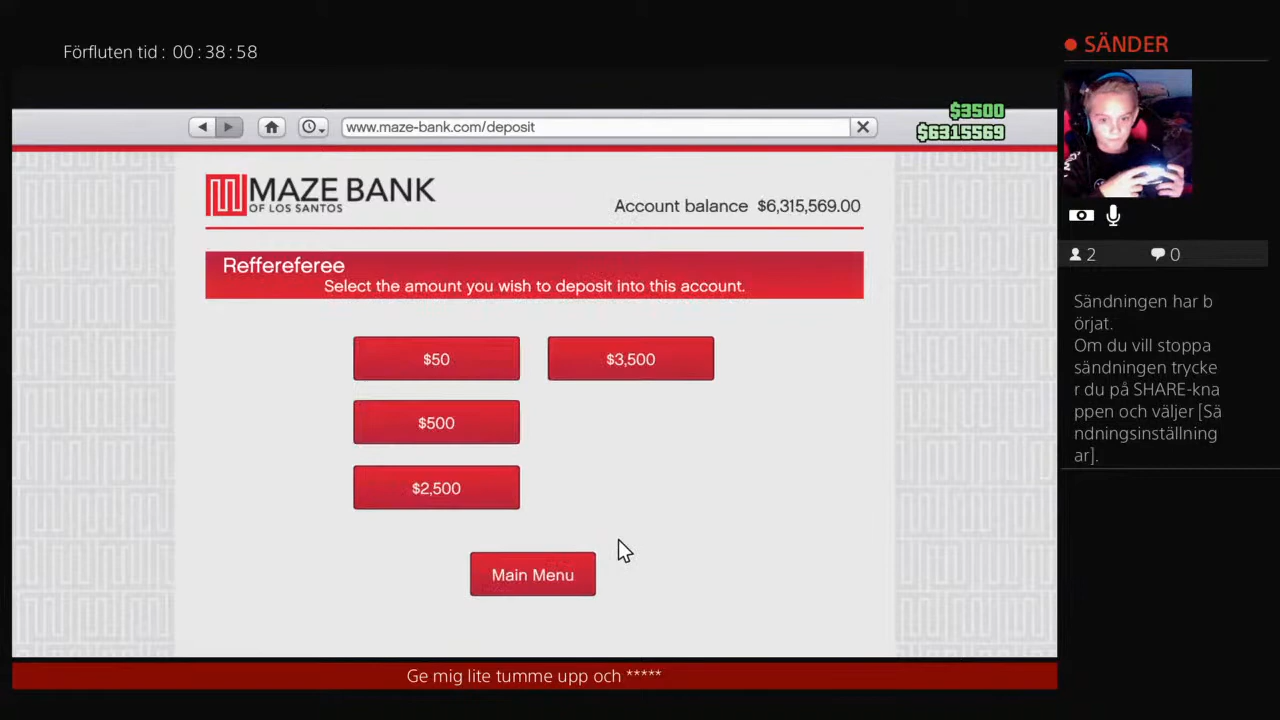 Förfluten tid : 00:38:58
SÄNDER
www.maze-bank.com/deposit
$3500
$6315569
MAZE BANK
OF LOS SANTOS
Account balance $6,315,569.00
Reffereferee
Select the amount you wish to deposit into this account.
$50
$3,500
$500
$2,500
Main Menu
2
0
Sändningen har b
örjat.
Om du vill stoppa
sändningen trycke
r du på SHARE-kna
ppen och väljer [Sä
ndningsinställning
ar].
Ge mig lite tumme upp och *****